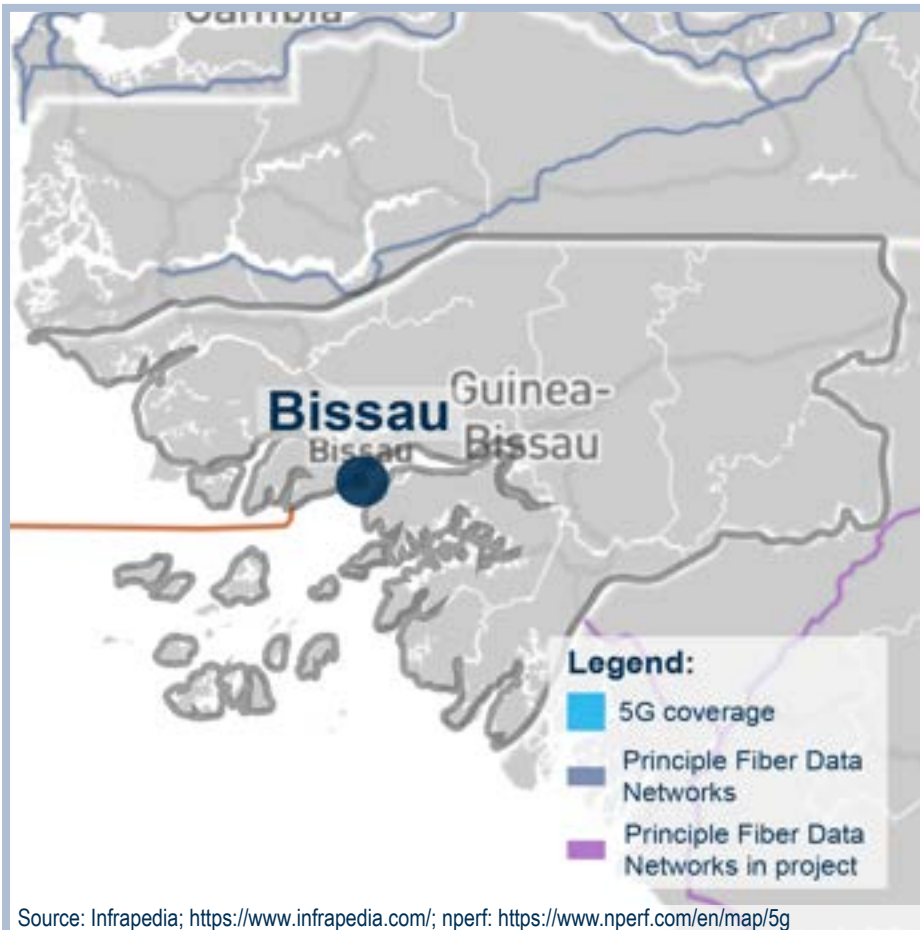 Gambia
Bissau
Guinea-
Bissau
Bissau
Legend:
5G coverage
Principle Fiber Data
Networks
Principle Fiber Data
Networks in project
Source: Infrapedia; https://www.infrapedia.com/; nperf: https://www.nperf.com/en/map/5g